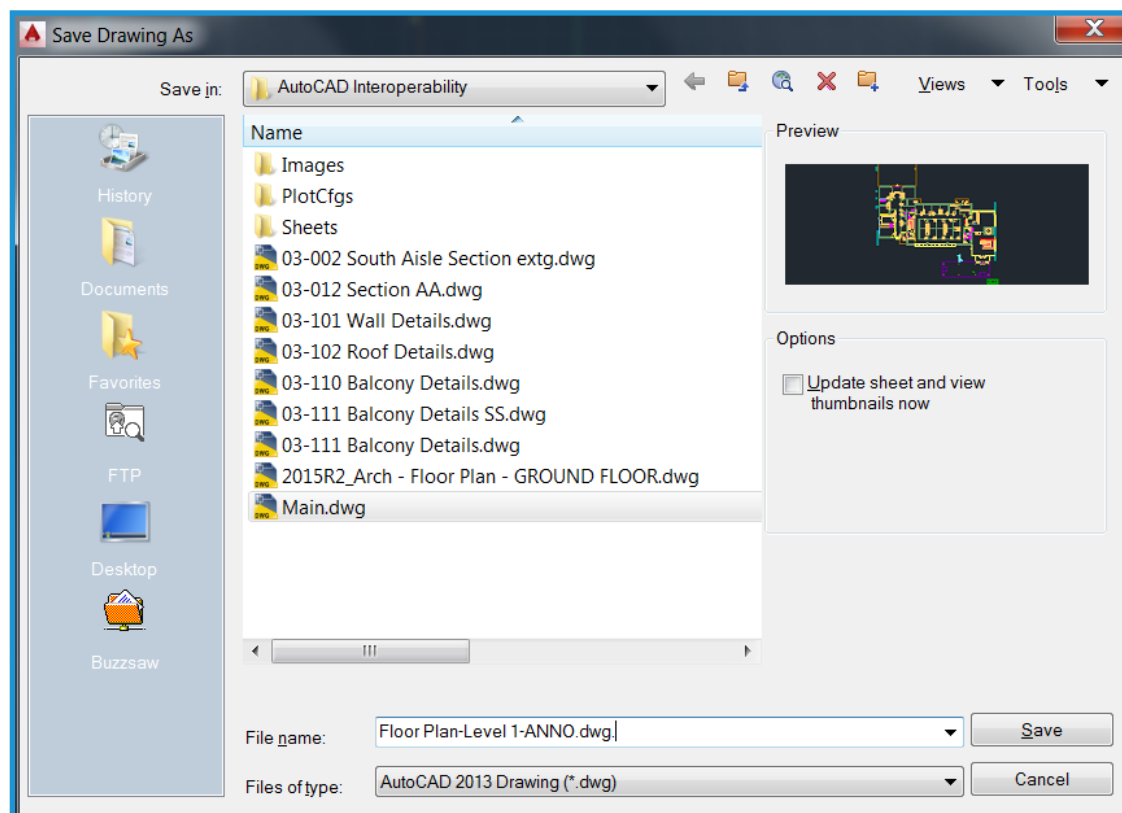 Save Drawing As
X
Save in:
AutoCAD Interoperability
Views
Tools
History
Documents
Favorites
FTP
Desktop
Buzzsaw
Name
Images
PlotCfgs
Sheets
03-002 South Aisle Section extg.dwg
03-012 Section AA.dwg
03-101 Wall Details.dwg
03-102 Roof Details.dwg
03-110 Balcony Details.dwg
03-111 Balcony Details SS.dwg
03-111 Balcony Details.dwg
2015R2_Arch - Floor Plan - GROUND FLOOR.dwg
Main.dwg
Preview
Options
Update sheet and view
thumbnails now
File name:
Floor Plan-Level 1-ANNO.dwg.
Save
Files of type:
AutoCAD 2013 Drawing (*.dwg)
Cancel